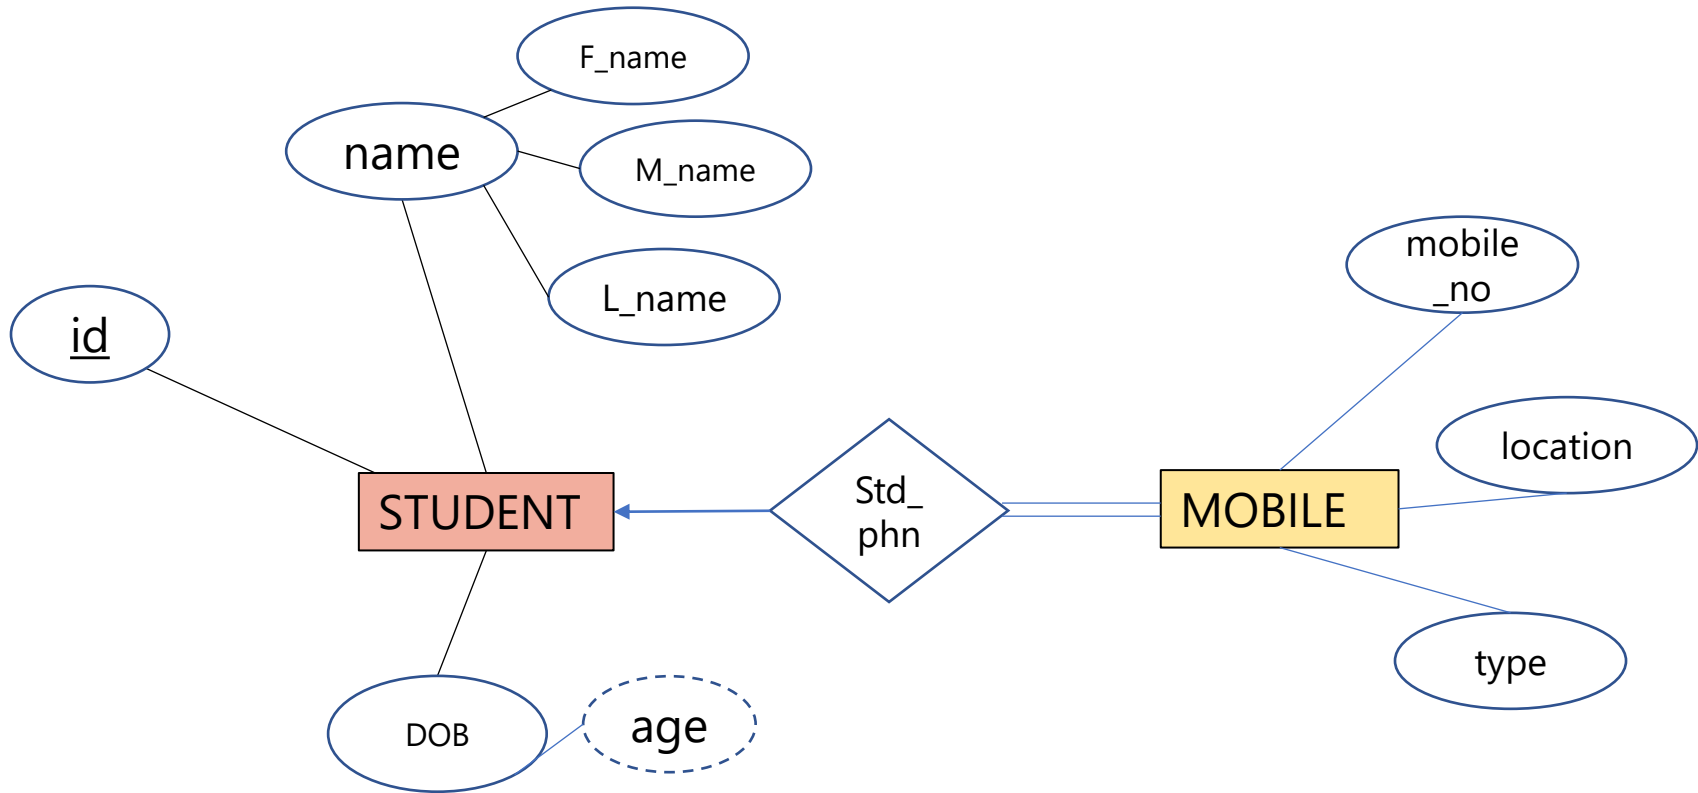 F_name
name
M_name
mobile
_no
L_name
id
location
STUDENT
Std_
phn
MOBILE
type
DOB
age